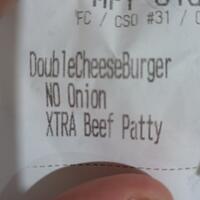 FC / CSO #31 /
DoubleCheeseBurger
NO Onion
XTRA Beef Patty